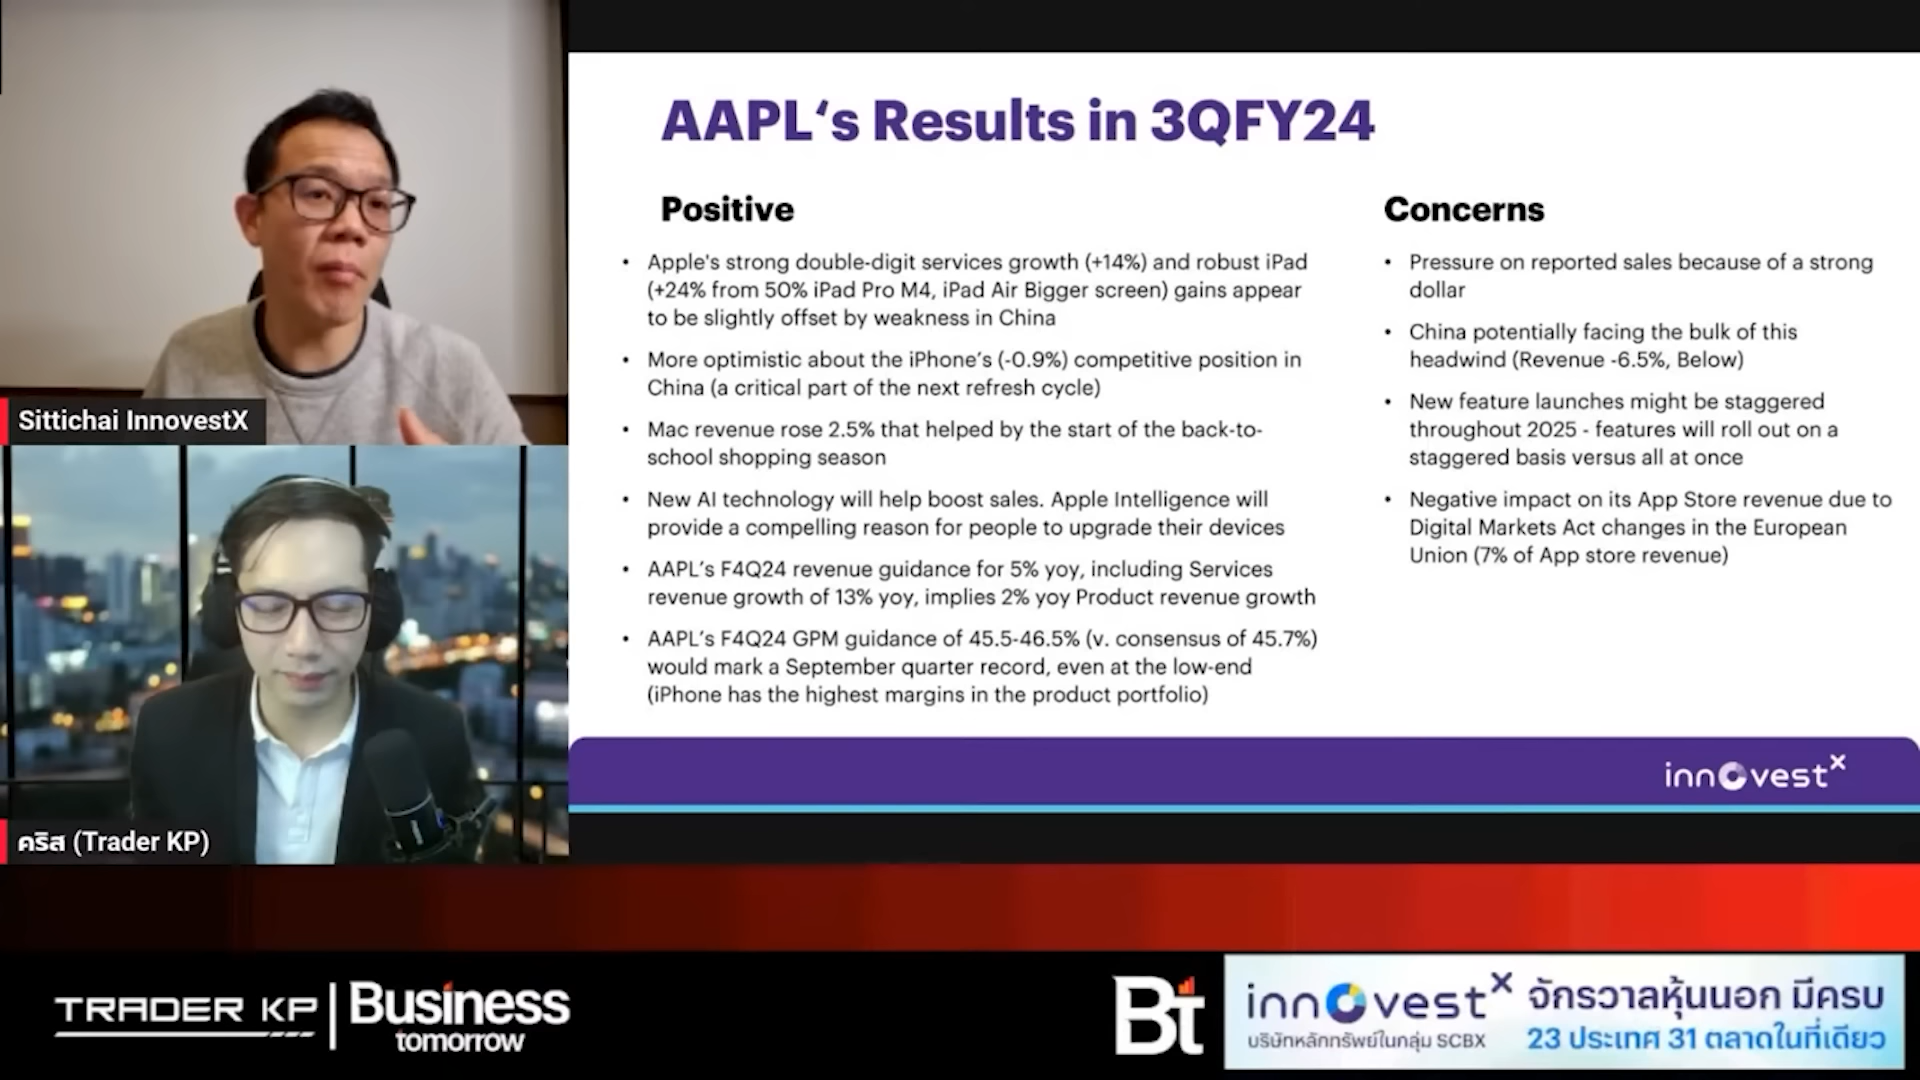 Sittichai InnovestX
คริส (Trader KP)
AAPL‘s Results in 3QFY24
Positive
• Apple's strong double-digit services growth (+14%) and robust iPad
(+24% from 50% iPad Pro M4, iPad Air Bigger screen) gains appear
to be slightly offset by weakness in China
• More optimistic about the iPhone’s (-0.9%) competitive position in
China (a critical part of the next refresh cycle)
• Mac revenue rose 2.5% that helped by the start of the back-to-
school shopping season
• New AI technology will help boost sales. Apple Intelligence will
provide a compelling reason for people to upgrade their devices
• AAPL’s F4Q24 revenue guidance for 5% yoy, including Services
revenue growth of 13% yoy, implies 2% yoy Product revenue growth
• AAPL’s F4Q24 GPM guidance of 45.5-46.5% (v. consensus of 45.7%)
would mark a September quarter record, even at the low-end
(iPhone has the highest margins in the product portfolio)
Concerns
• Pressure on reported sales because of a strong
dollar
• China potentially facing the bulk of this
headwind (Revenue -6.5%, Below)
• New feature launches might be staggered
throughout 2025 - features will roll out on a
staggered basis versus all at once
• Negative impact on its App Store revenue due to
Digital Markets Act changes in the European
Union (7% of App store revenue)
innovestx
TRADER KP
Business
tomorrow
Bt
innovestx
บริษัทหลักทรัพย์ในกลุ่ม SCBX
จักรวาลหุ้นนอก มีครบ
23 ประเทศ 31 ตลาดในที่เดียว